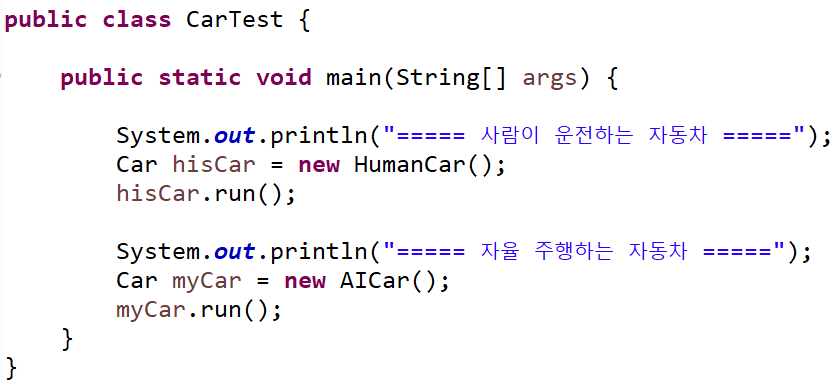 public class CarTest {
public static void main(String[] args) {
System.out.println("===== 사람이 운전하는 자동차 =====");
Car hisCar = new HumanCar();
hisCar.run();
System.out.println("===== 자율 주행하는 자동차 =====");
Car myCar = new AICar();
myCar.run();
}
}